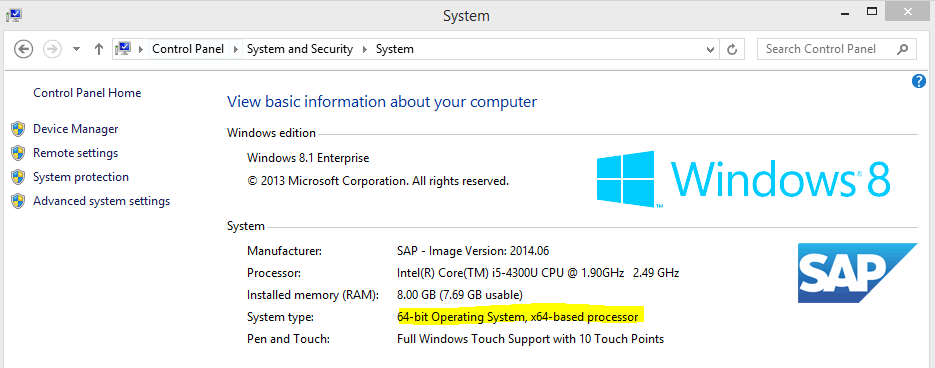 System
Control Panel System and Security System
Search Control Panel
Control Panel Home
Device Manager
Remote settings
System protection
Advanced system settings
View basic information about your computer
Windows edition
Windows 8.1 Enterprise
© 2013 Microsoft Corporation. All rights reserved.
Windows® 8
System
Manufacturer: SAP - Image Version: 2014.06
Processor: Intel(R) Core(TM) i5-4300U CPU @ 1.90GHz 2.49 GHz
Installed memory (RAM): 8.00 GB (7.69 GB usable)
System type: 64-bit Operating System, x64-based processor
Pen and Touch: Full Windows Touch Support with 10 Touch Points
SAP